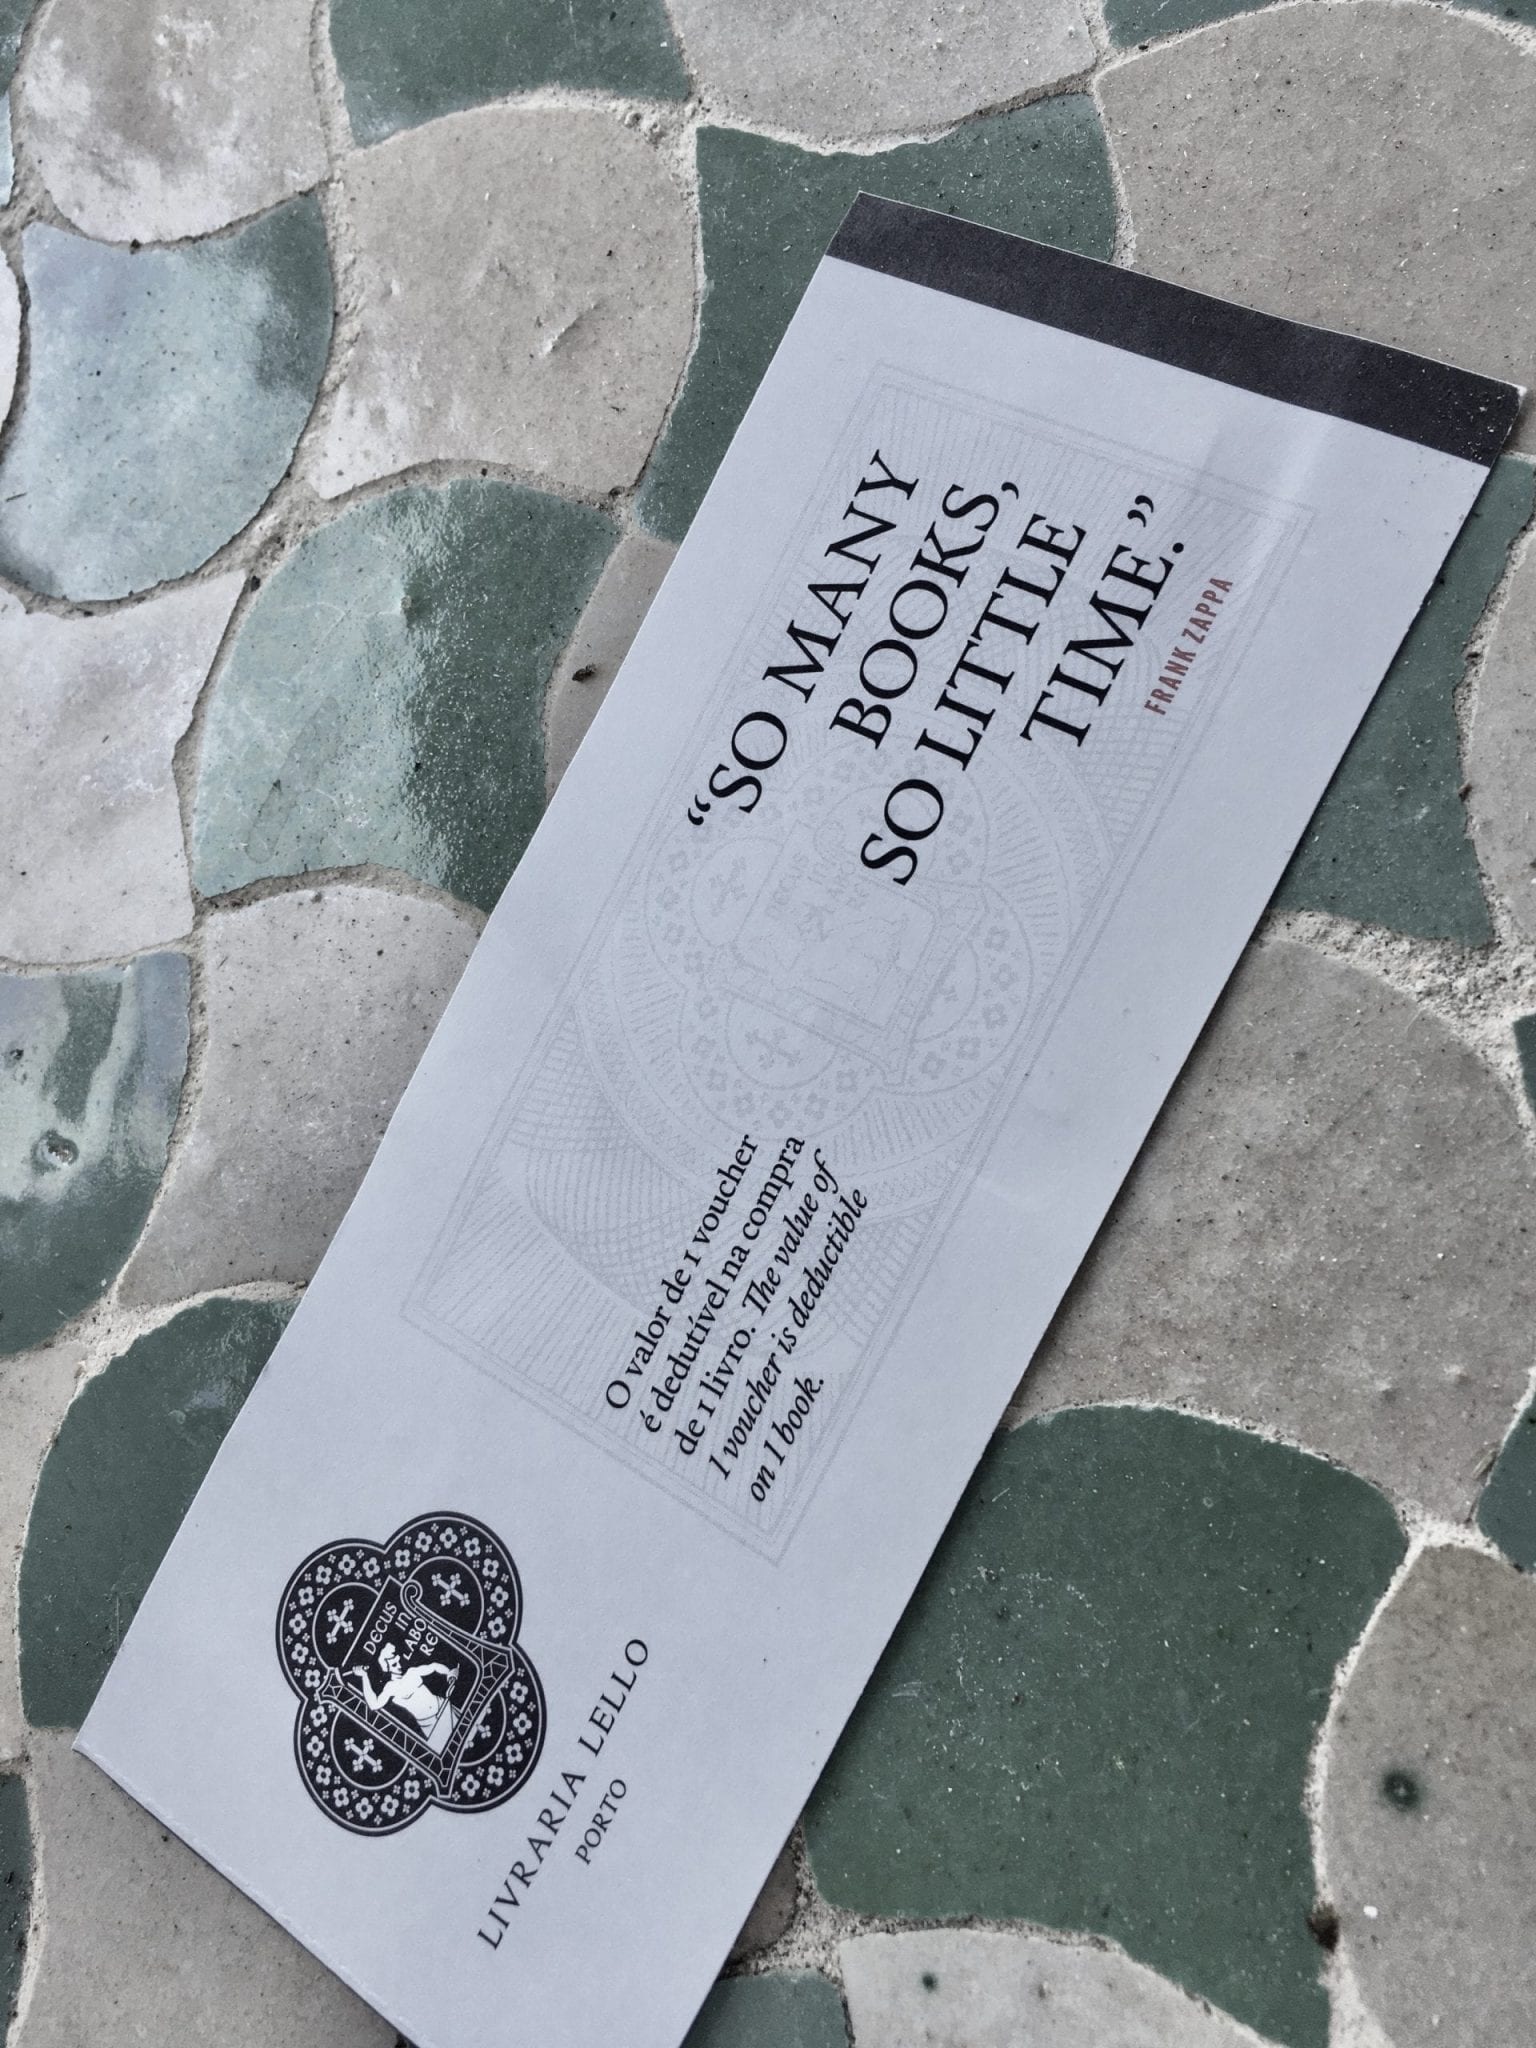 “SO MANY
BOOKS,
SO LITTLE
TIME.”
FRANK ZAPPA
O valor de 1 voucher
é dedutível na compra
de 1 livro. The value of
1 voucher is deductible
on 1 book.
DECUS
IN
LABO
RE
LIVRARIA LELLO
PORTO